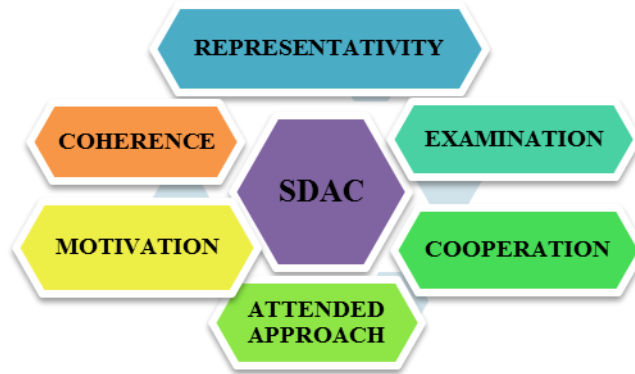 REPRESENTATIVITY
COHERENCE
EXAMINATION
SDAC
MOTIVATION
COOPERATION
ATTENDED
APPROACH